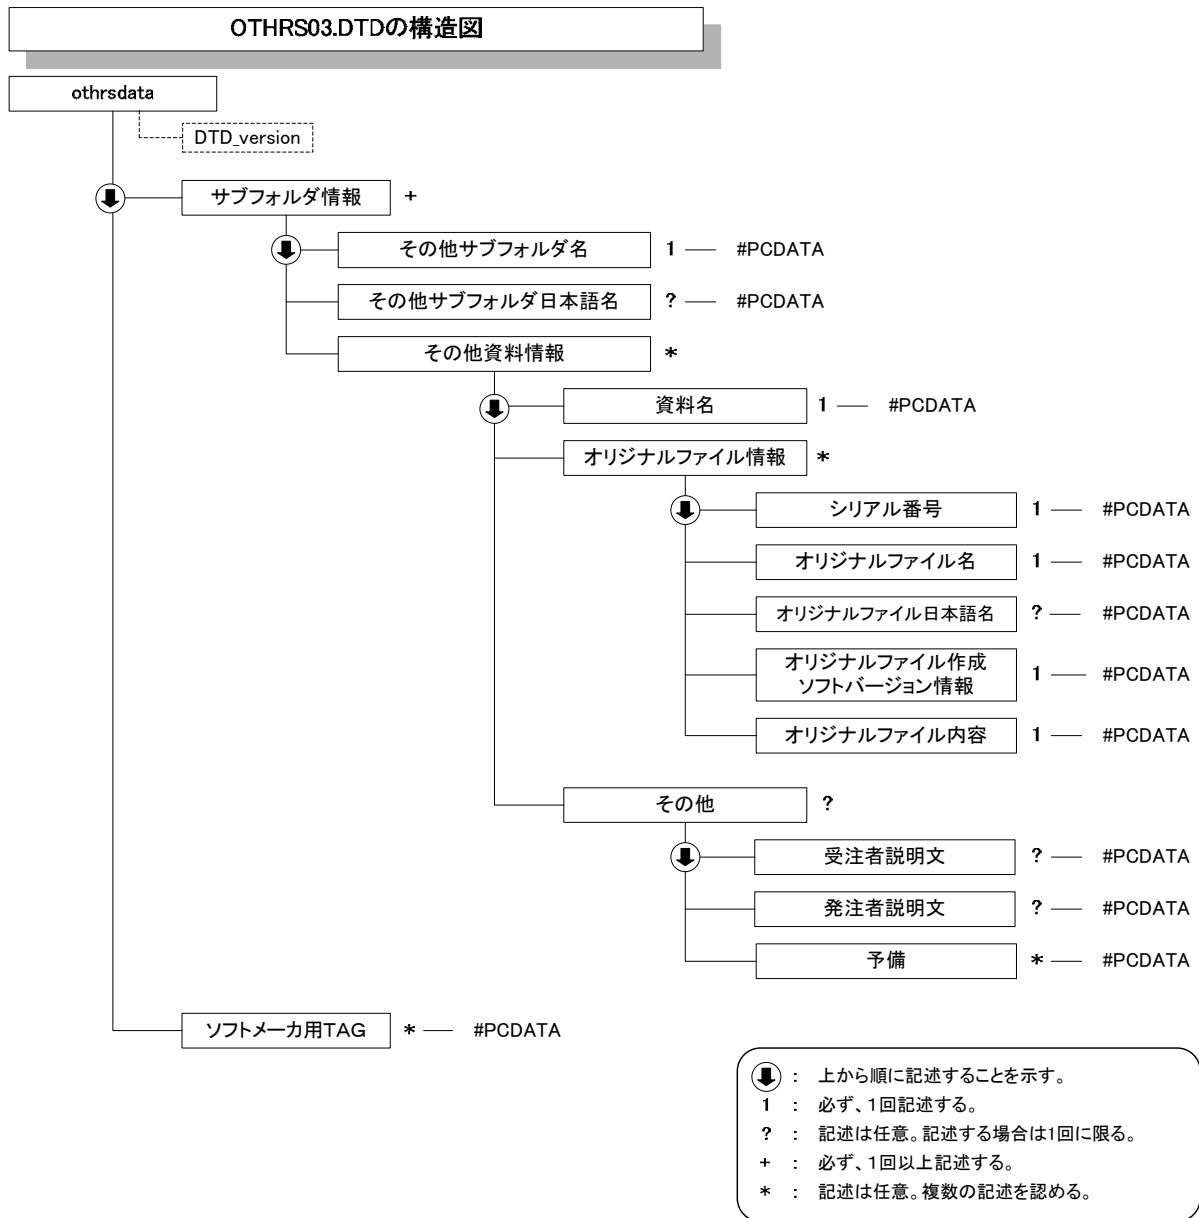 OTHRS03.DTDの構造図
othrsdata
DTD_version
サブフォルダ情報 +
その他サブフォルダ名 1 #PCDATA
その他サブフォルダ日本語名 ? #PCDATA
その他資料情報 *
資料名 1 #PCDATA
オリジナルファイル情報 *
シリアル番号 1 #PCDATA
オリジナルファイル名 1 #PCDATA
オリジナルファイル日本語名 ? #PCDATA
オリジナルファイル作成
ソフトバージョン情報 1 #PCDATA
オリジナルファイル内容 1 #PCDATA
その他 ?
受注者説明文 ? #PCDATA
発注者説明文 ? #PCDATA
予備 * #PCDATA
ソフトメーカ用TAG * #PCDATA
: 上から順に記述することを示す。
1 : 必ず、1回記述する。
? : 記述は任意。記述する場合は1回に限る。
+ : 必ず、1回以上記述する。
* : 記述は任意。複数の記述を認める。